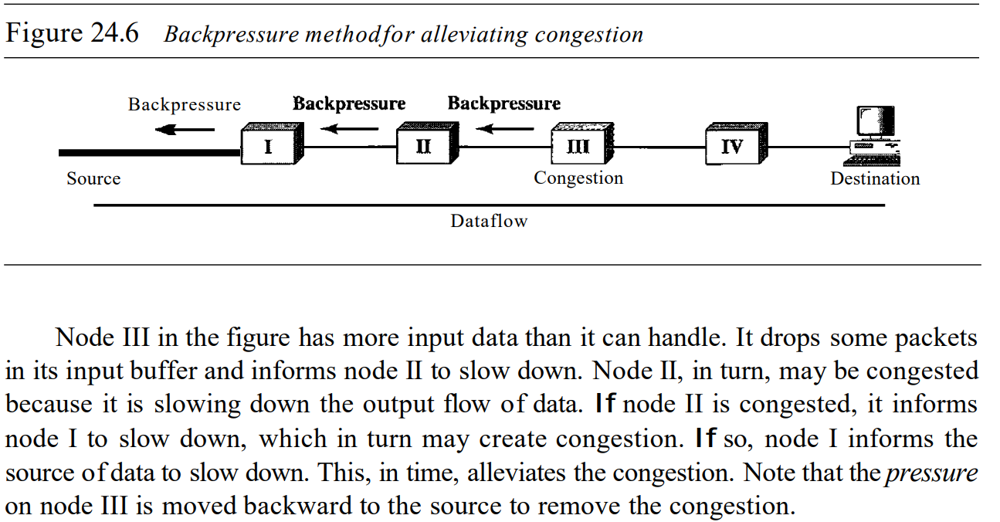 Figure 24.6 Backpressure methodfor alleviating congestion
Backpressure Backpressure Backpressure
I II III IV
Source Congestion Destination
Dataflow
Node III in the figure has more input data than it can handle. It drops some packets
in its input buffer and informs node II to slow down. Node II, in turn, may be congested
because it is slowing down the output flow of data. If node II is congested, it informs
node I to slow down, which in turn may create congestion. If so, node I informs the
source of data to slow down. This, in time, alleviates the congestion. Note that the pressure
on node III is moved backward to the source to remove the congestion.